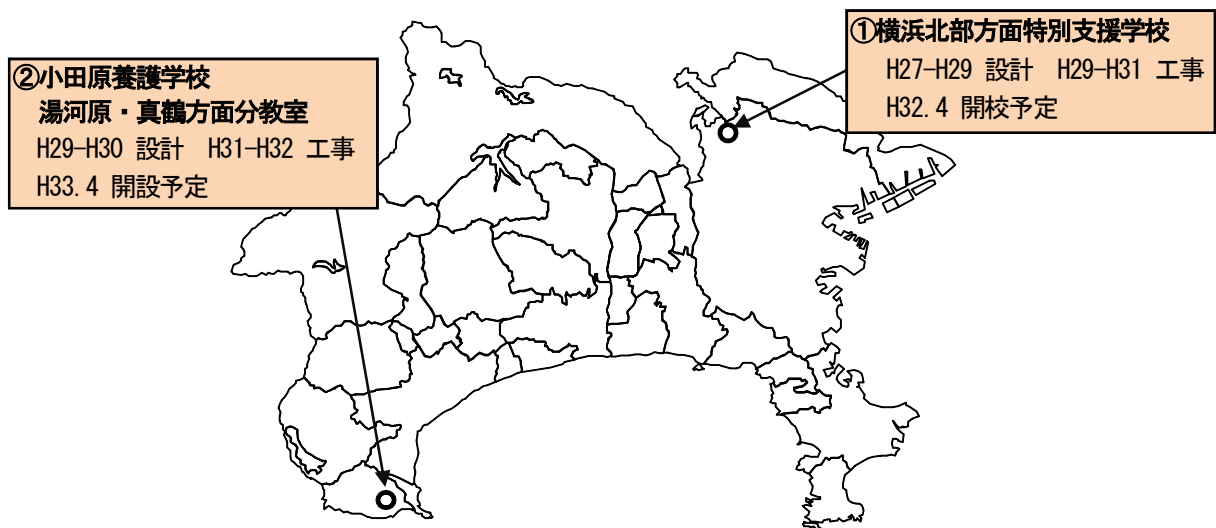 ①横浜北部方面特別支援学校
H27-H29 設計 H29-H31 工事
H32.4 開校予定
②小田原養護学校
湯河原・真鶴方面分教室
H29-H30 設計 H31-H32 工事
H33.4 開設予定